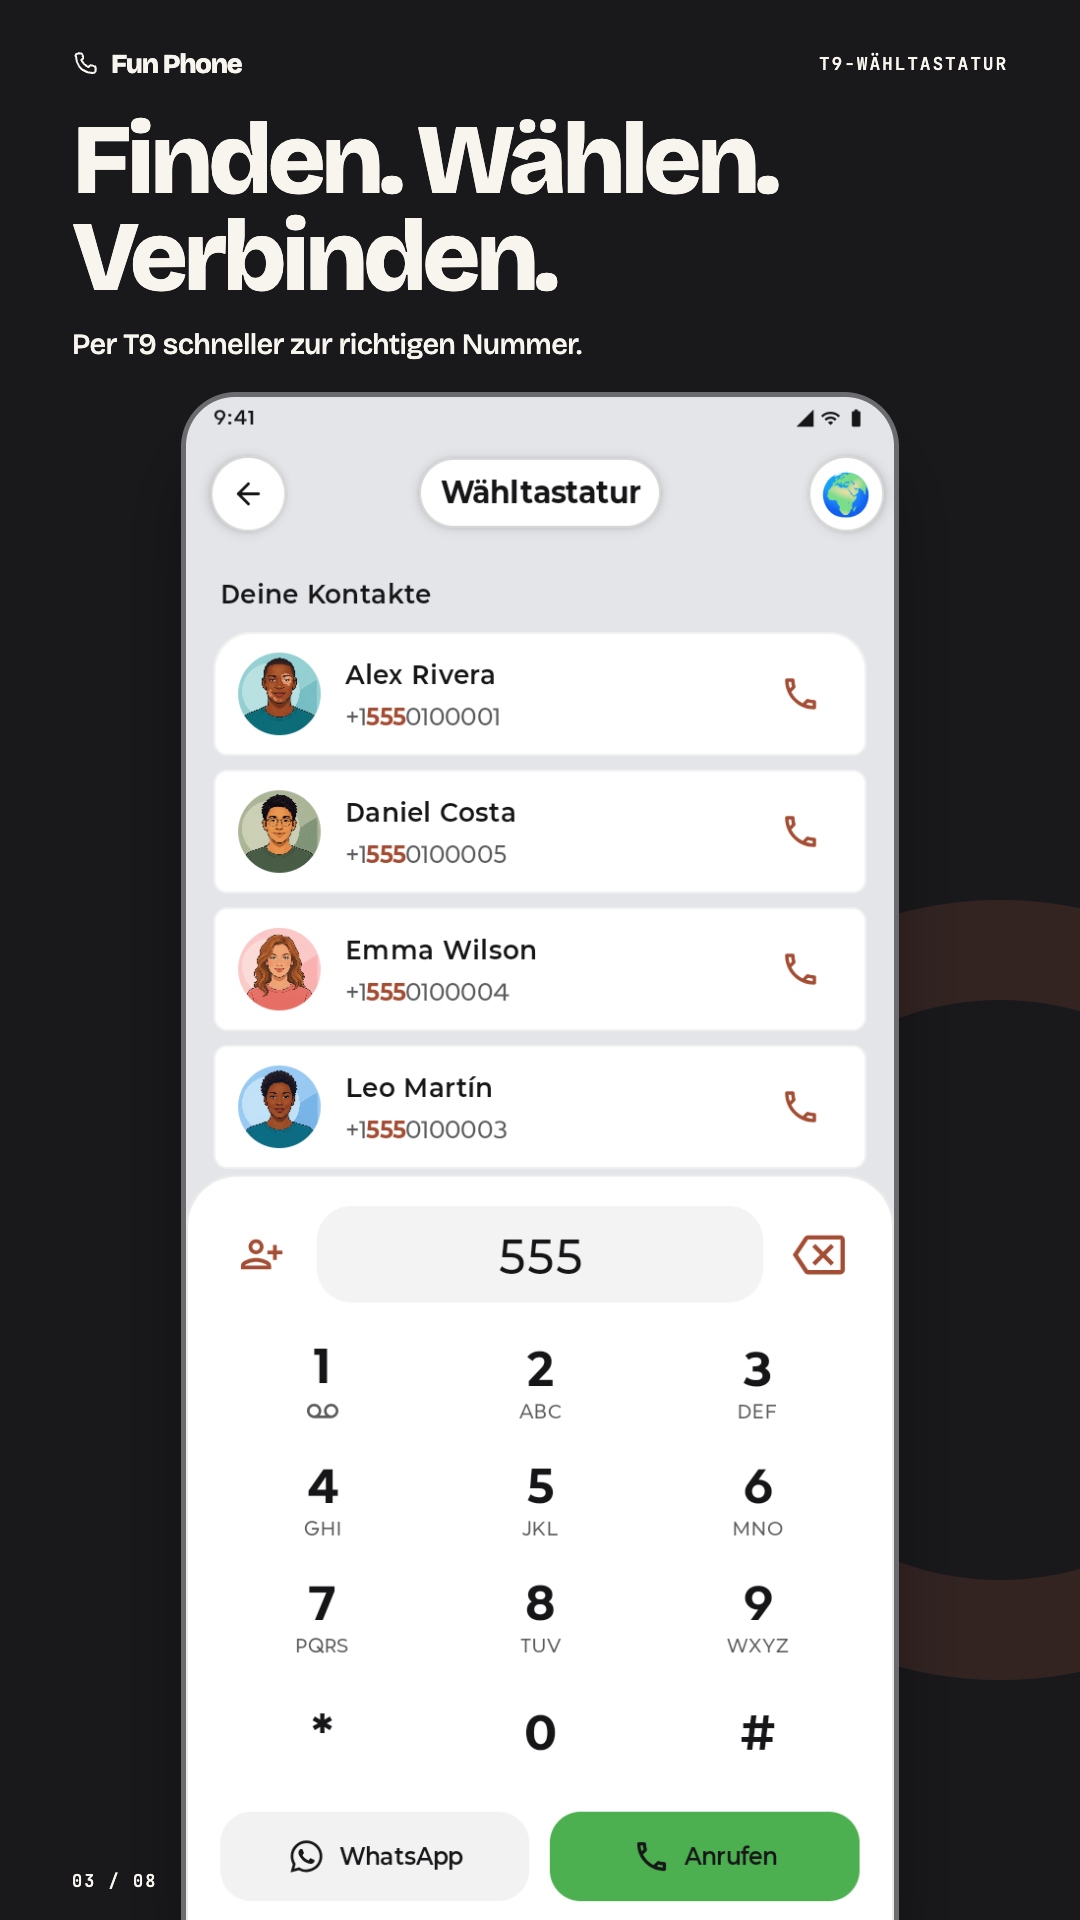 Fun Phone
T9-WÄHLTASTATUR
Finden. Wählen.
Verbinden.
Per T9 schneller zur richtigen Nummer.
9:41
Wähltastatur
Deine Kontakte
Alex Rivera
+15550100001
Daniel Costa
+15550100005
Emma Wilson
+15550100004
Leo Martín
+15550100003
555
1 2 3
ABC DEF
4 5 6
GHI JKL MNO
7 8 9
PQRS TUV WXYZ
* 0 #
WhatsApp Anrufen
03 / 08